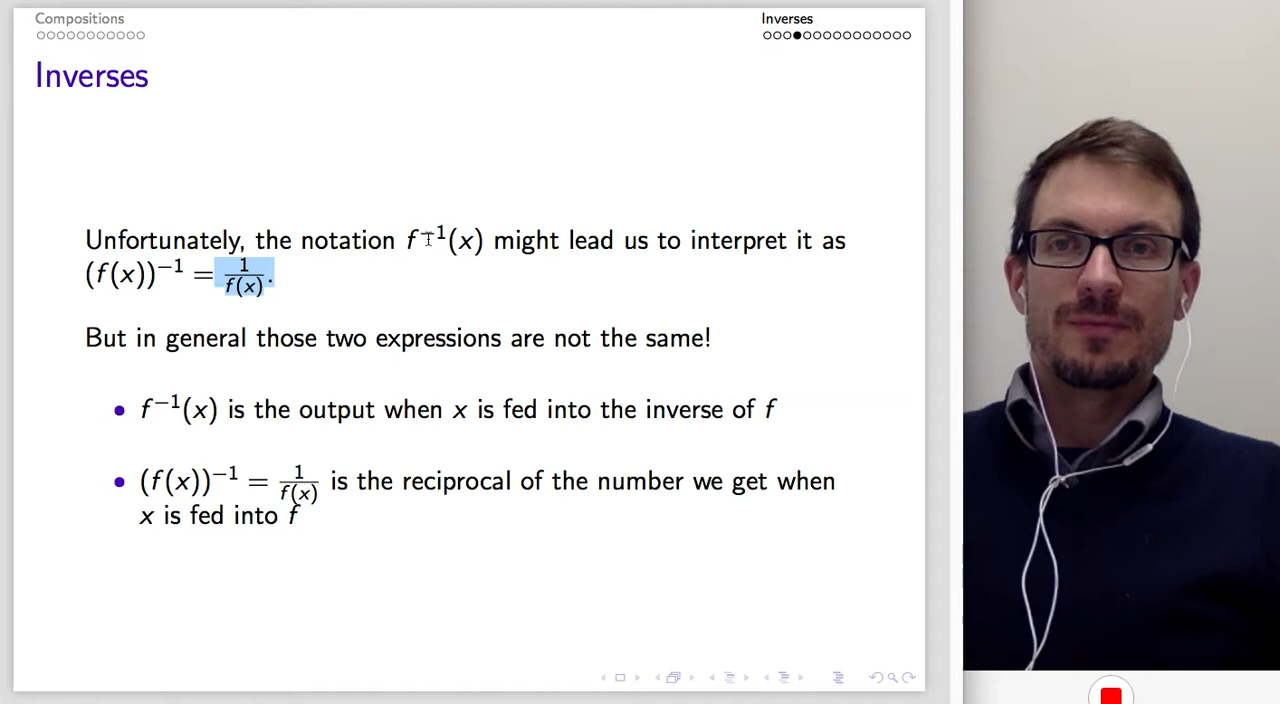 Compositions
Inverses
Inverses
Unfortunately, the notation f⁻¹(x) might lead us to interpret it as
(f(x))⁻¹ = 1/f(x).
But in general those two expressions are not the same!
• f⁻¹(x) is the output when x is fed into the inverse of f
• (f(x))⁻¹ = 1/f(x) is the reciprocal of the number we get when
x is fed into f